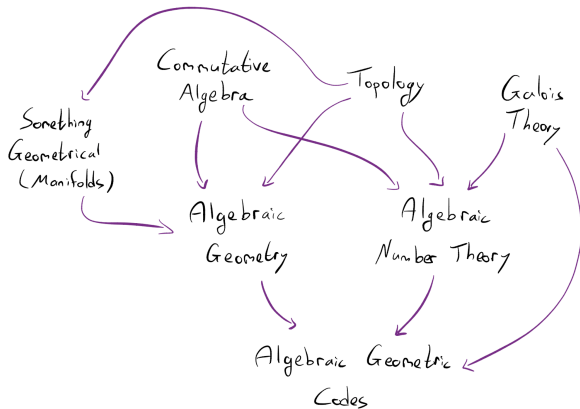 Commutative
Algebra
Topology
Galois
Theory
Something
Geometrical
(Manifolds)
Algebraic
Geometry
Algebraic
Number Theory
Algebraic Geometric
Codes